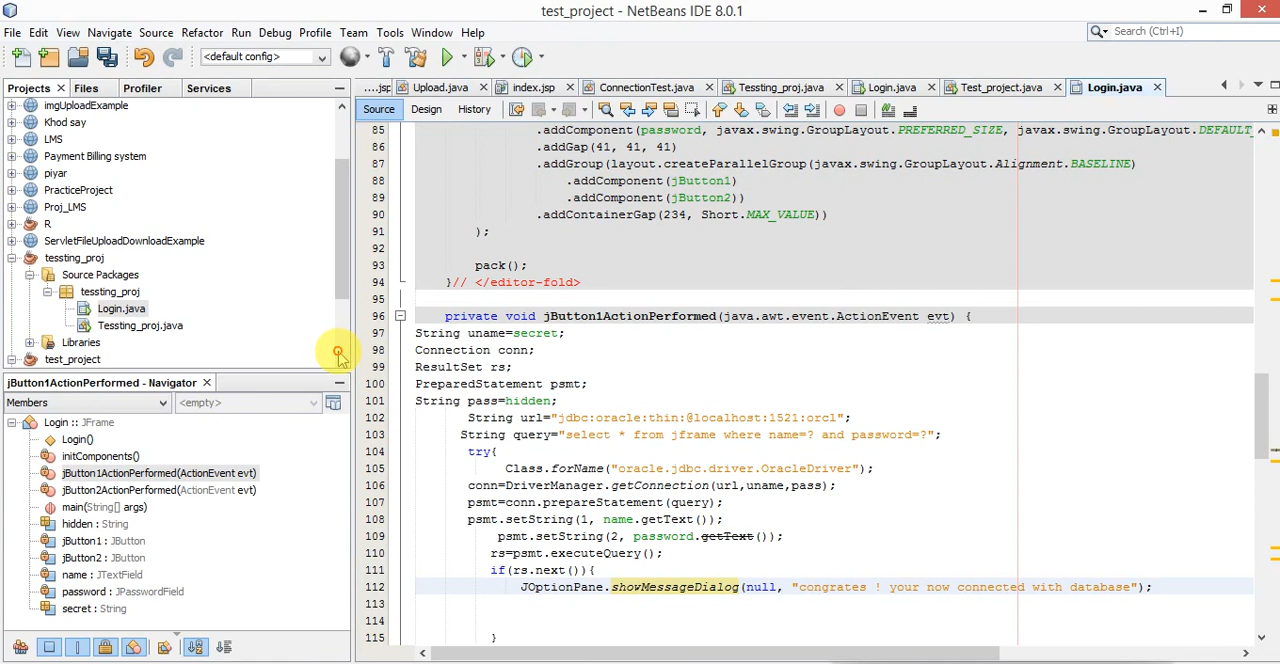 test_project - NetBeans IDE 8.0.1
File Edit View Navigate Source Refactor Run Debug Profile Team Tools Window Help
Search (Ctrl+I)
<default config>
Projects Files Profiler Services
....jsp Upload.java index.jsp ConnectionTest.java Tessting_proj.java Login.java Test_project.java Login.java
Source Design History
imgUploadExample
Khod say
LMS
Payment Billing system
piyar
PracticeProject
Proj_LMS
R
ServletFileUploadDownloadExample
tessting_proj
Source Packages
tessting_proj
Login.java
Tessting_proj.java
Libraries
test_project
jButton1ActionPerformed - Navigator
Members <empty>
Login :: JFrame
Login()
initComponents()
jButton1ActionPerformed(ActionEvent evt)
jButton2ActionPerformed(ActionEvent evt)
main(String[] args)
hidden : String
jButton1 : JButton
jButton2 : JButton
name : JTextField
password : JPasswordField
secret : String
85 .addComponent(password, javax.swing.GroupLayout.PREFERRED_SIZE, javax.swing.GroupLayout.DEFAULT_
86 .addGap(41, 41, 41)
87 .addGroup(layout.createParallelGroup(javax.swing.GroupLayout.Alignment.BASELINE)
88 .addComponent(jButton1)
89 .addComponent(jButton2))
90 .addContainerGap(234, Short.MAX_VALUE))
91 );
92
93 pack();
94 }// </editor-fold>
95
96 private void jButton1ActionPerformed(java.awt.event.ActionEvent evt) {
97 String uname=secret;
98 Connection conn;
99 ResultSet rs;
100 PreparedStatement psmt;
101 String pass=hidden;
102 String url="jdbc:oracle:thin:@localhost:1521:orcl";
103 String query="select * from jframe where name=? and password=?";
104 try{
105 Class.forName("oracle.jdbc.driver.OracleDriver");
106 conn=DriverManager.getConnection(url,uname,pass);
107 psmt=conn.prepareStatement(query);
108 psmt.setString(1, name.getText());
109 psmt.setString(2, password.getText());
110 rs=psmt.executeQuery();
111 if(rs.next()){
112 JOptionPane.showMessageDialog(null, "congrates ! your now connected with database");
113
114
115 }